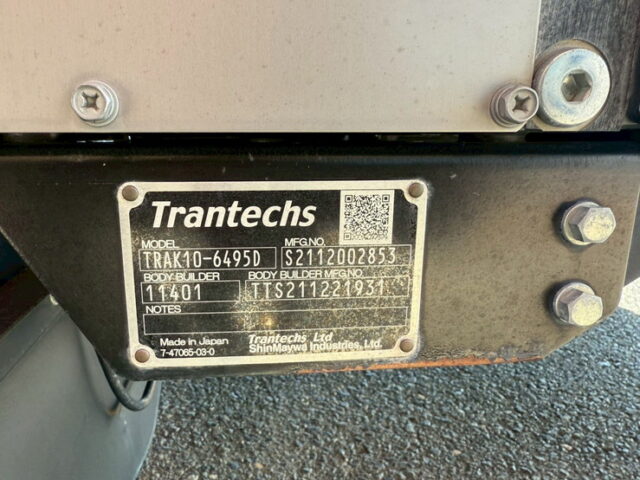 Trantechs
MODEL MFG.NO.
TRAK10-6495D S2112002853
BODY-BUILDER BODY BUILDER MFG.NO.
11401 TTS211221931
NOTES
Made in Japan Trantechs Ltd
7-47065-03-0 ShinMaywa Industries, Ltd.